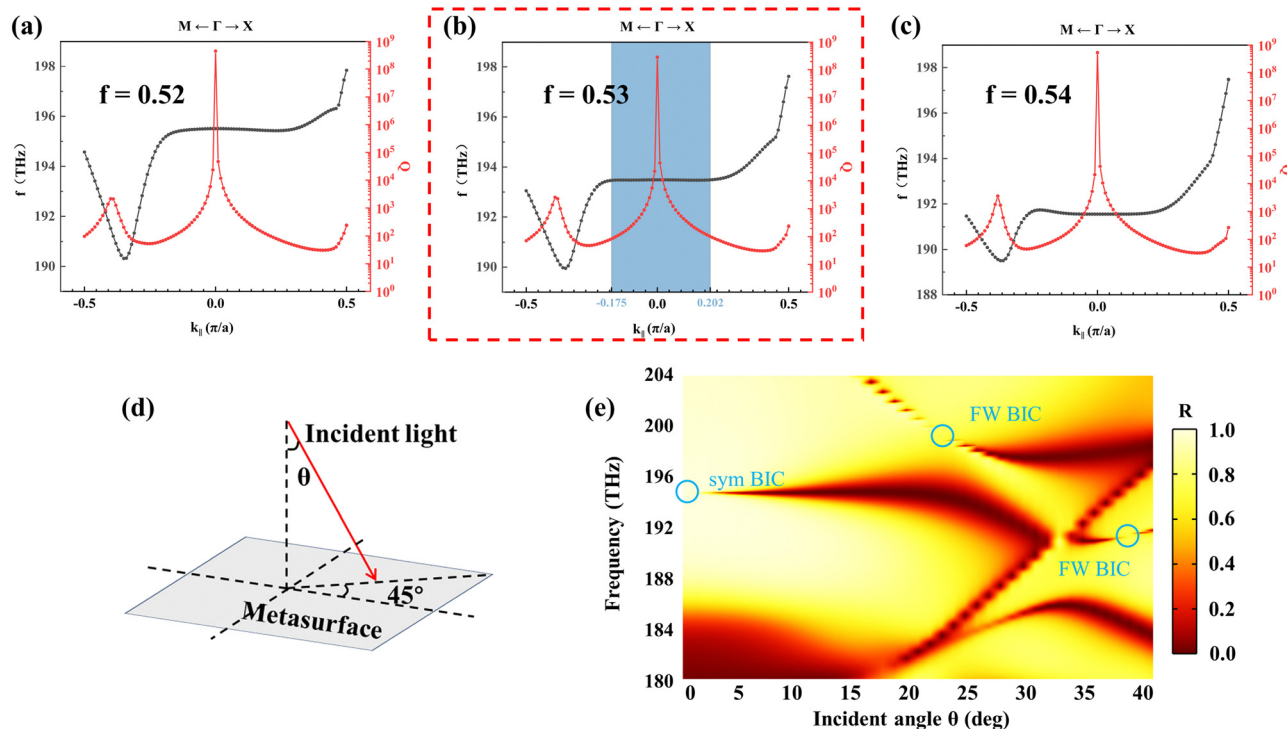 (a)
M ← Γ → X
f = 0.52
198
196
194
192
190
f (THz)
10⁹
10⁸
10⁷
10⁶
10⁵
10⁴
10³
10²
10¹
10⁰
Q
-0.5
0.0
0.5
k∥ (π/a)
(b)
M ← Γ → X
f = 0.53
198
196
194
192
190
f (THz)
10⁹
10⁸
10⁷
10⁶
10⁵
10⁴
10³
10²
10¹
10⁰
Q
-0.5
-0.175
0.0
0.202
0.5
k∥ (π/a)
(c)
M ← Γ → X
f = 0.54
198
196
194
192
190
188
f (THz)
10⁹
10⁸
10⁷
10⁶
10⁵
10⁴
10³
10²
10¹
10⁰
Q
-0.5
0.0
0.5
k∥ (π/a)
(d)
Incident light
θ
45°
Metasurface
(e)
204
200
196
192
188
184
180
Frequency (THz)
FW BIC
sym BIC
FW BIC
0
5
10
15
20
25
30
35
40
Incident angle θ (deg)
R
1.0
0.8
0.6
0.4
0.2
0.0